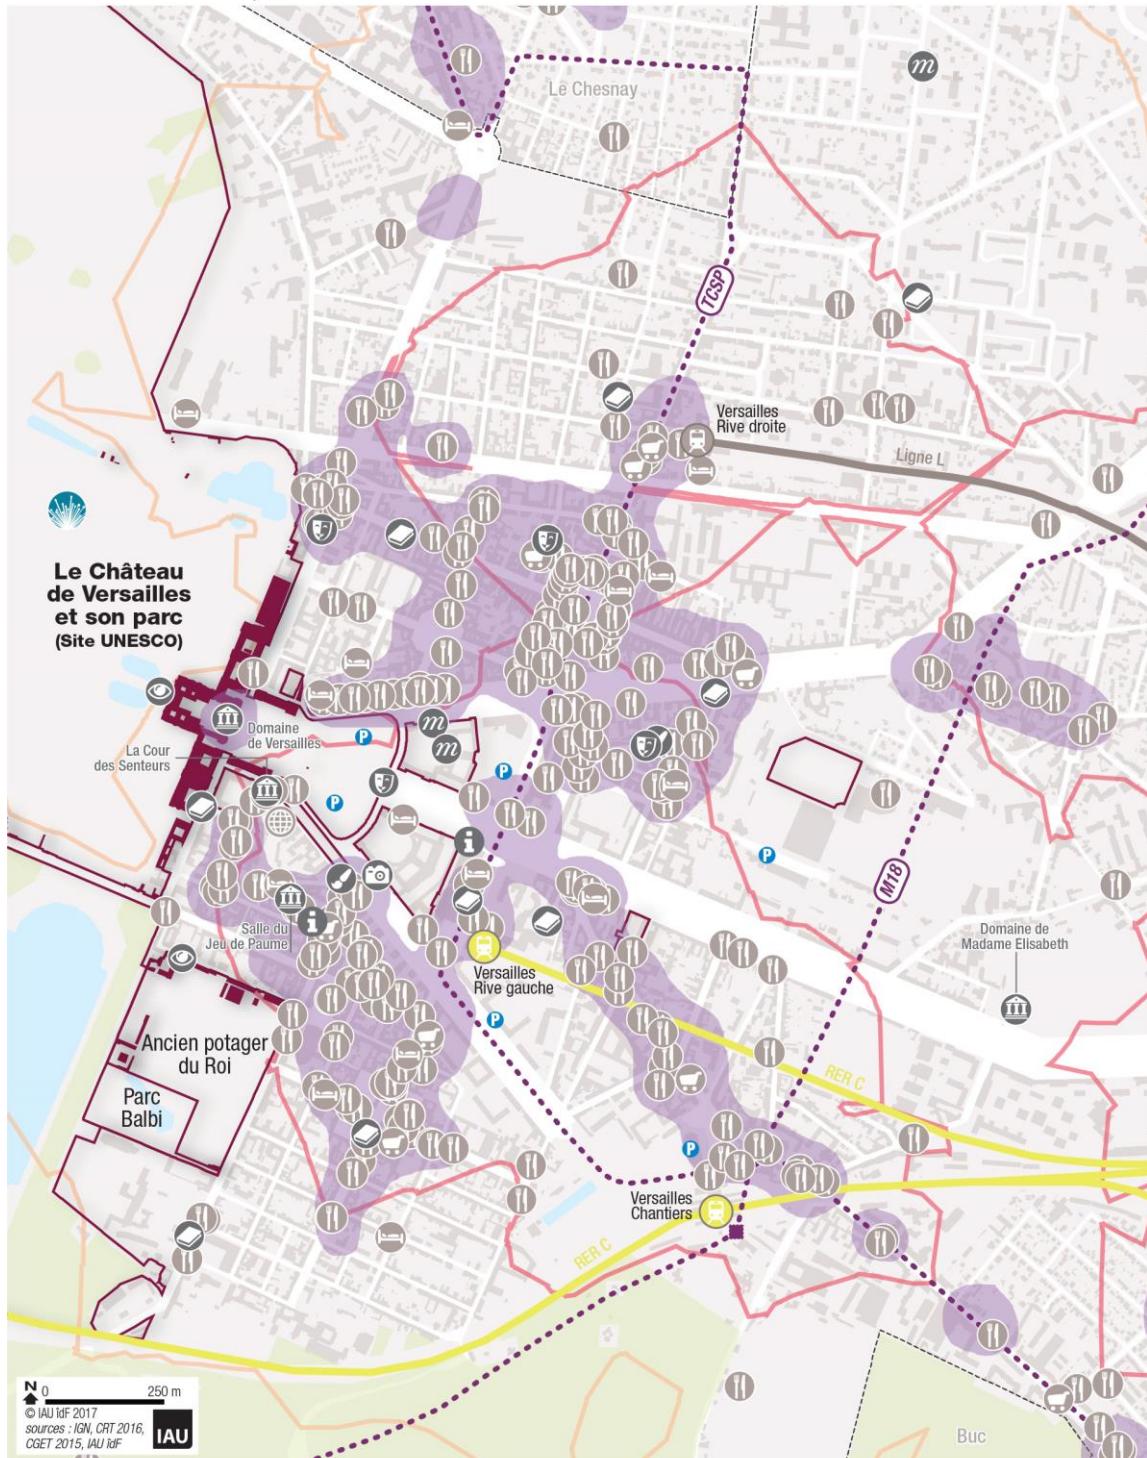 Le Chesnay
m
TCSP
Versailles
Rive droite
Ligne L
Le Château
de Versailles
et son parc
(Site UNESCO)
Domaine
de Versailles
La Cour
des Senteurs
m
m
P
P
P
i
P
M18
Domaine de
Madame Elisabeth
Salle du
Jeu de Paume
i
Versailles
Rive gauche
P
Ancien potager
du Roi
RER C
Parc
Balbi
P
Versailles
Chantiers
RER C
N 0 250 m
© IAU îdF 2017
sources : IGN, CRT 2016,
CGET 2015, IAU îdF
IAU
Buc